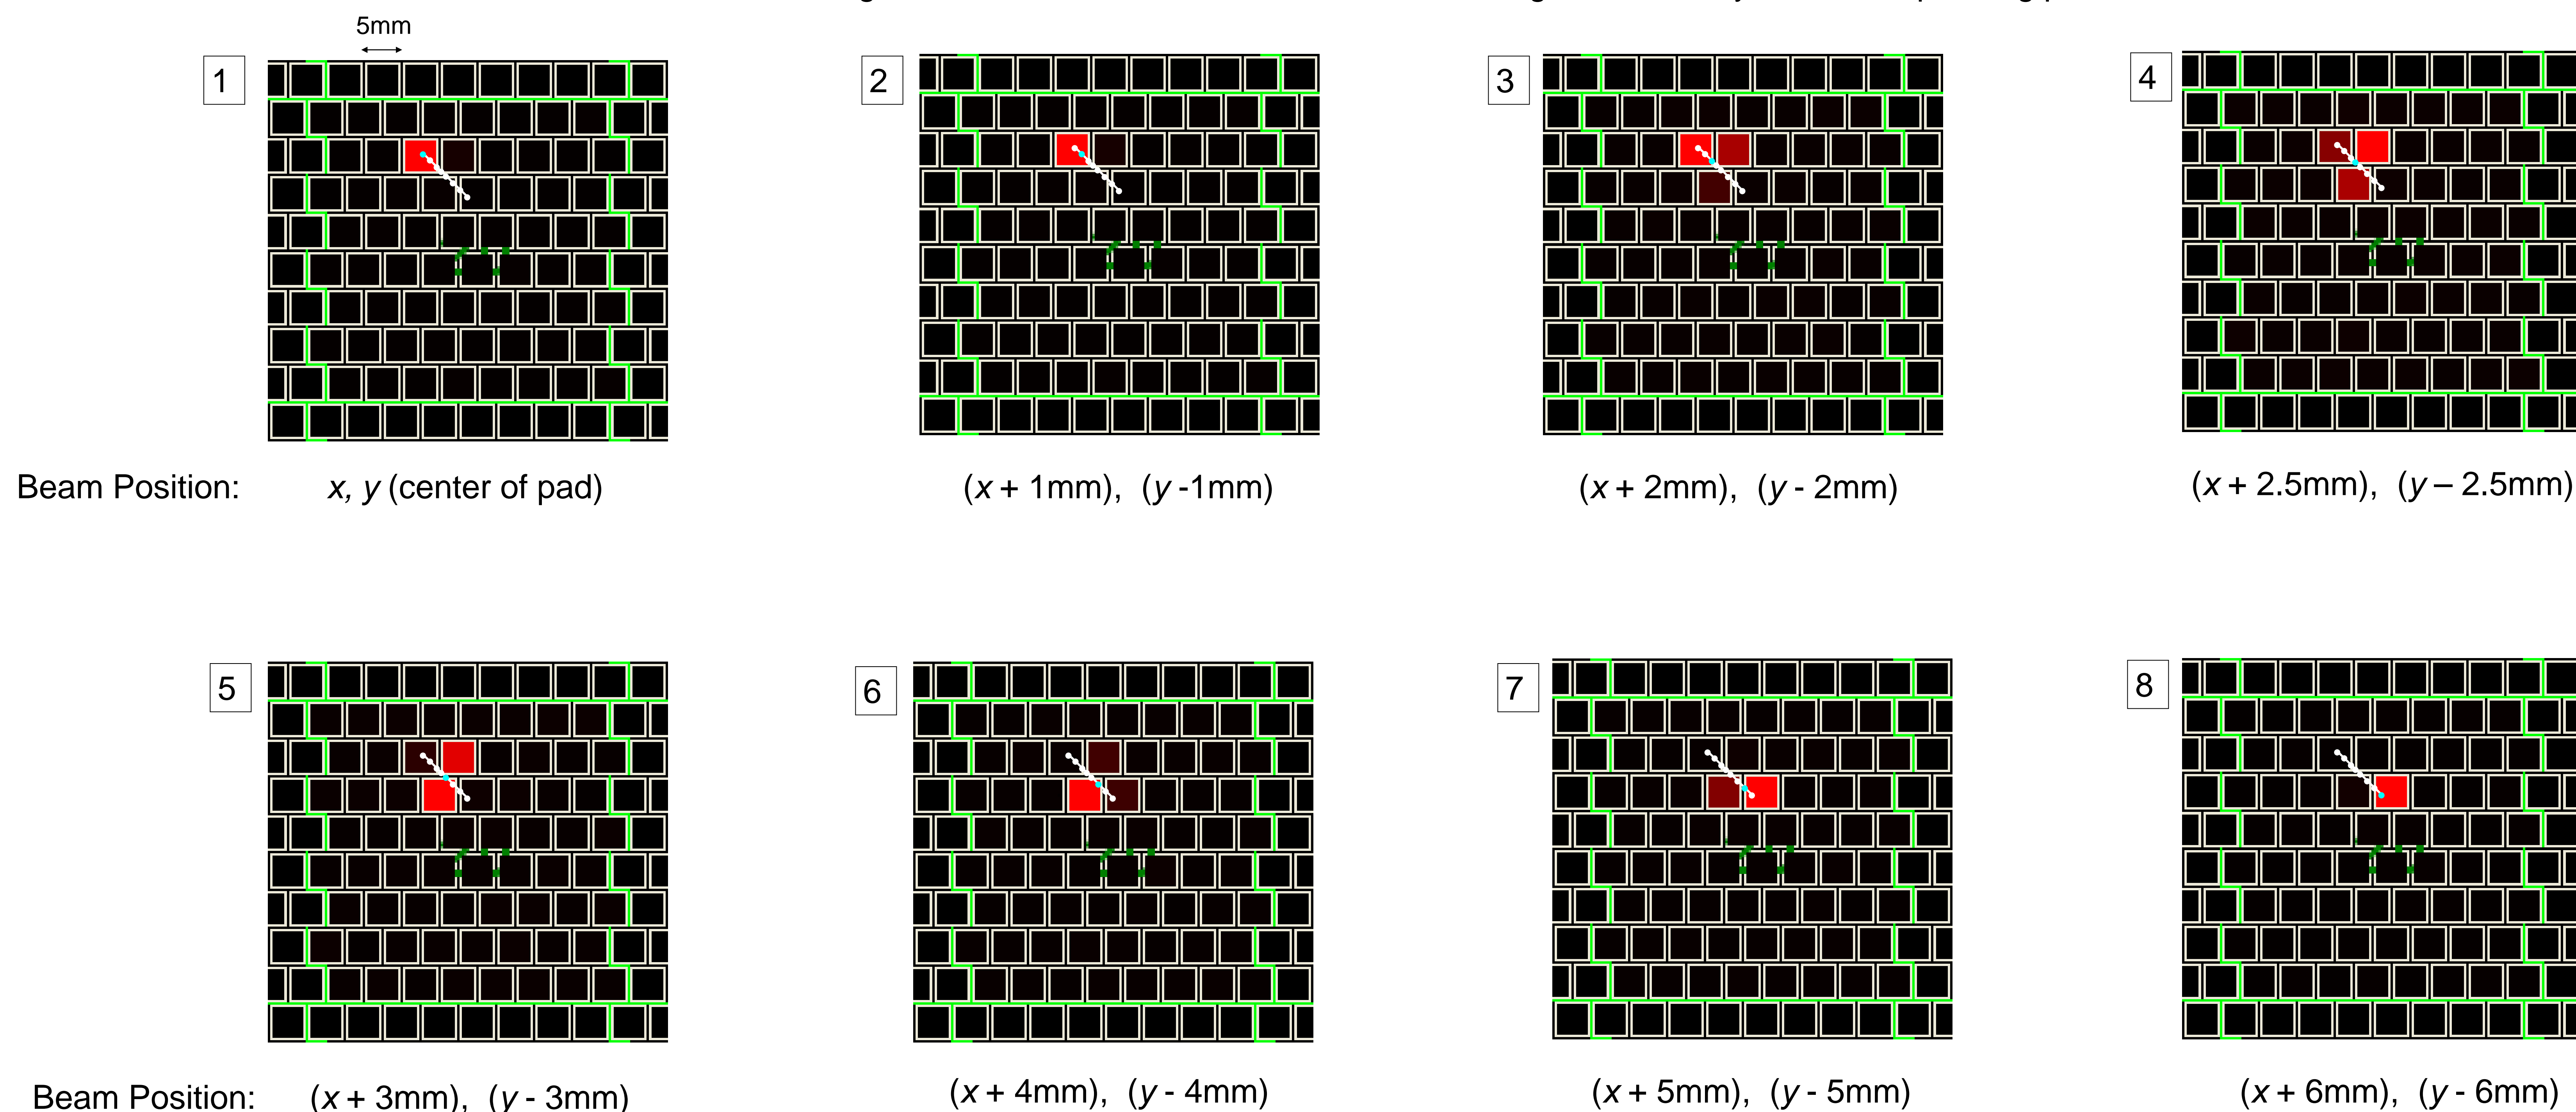 5mm
1
2
3
4
Beam Position: x, y (center of pad)
(x + 1mm), (y -1mm)
(x + 2mm), (y - 2mm)
(x + 2.5mm), (y – 2.5mm)
5
6
7
8
Beam Position: (x + 3mm), (y - 3mm)
(x + 4mm), (y - 4mm)
(x + 5mm), (y - 5mm)
(x + 6mm), (y - 6mm)